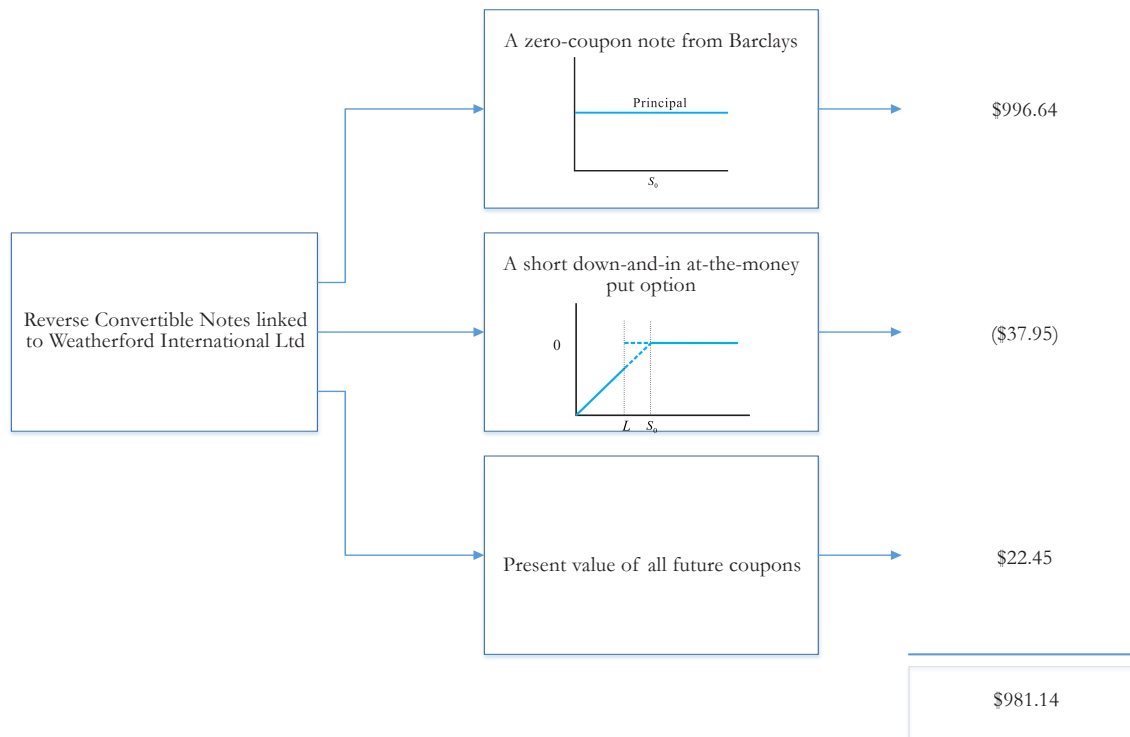 A zero-coupon note from Barclays
Principal
S₀
$996.64
Reverse Convertible Notes linked
to Weatherford International Ltd
A short down-and-in at-the-money
put option
0
L S₀
($37.95)
Present value of all future coupons
$22.45
$981.14